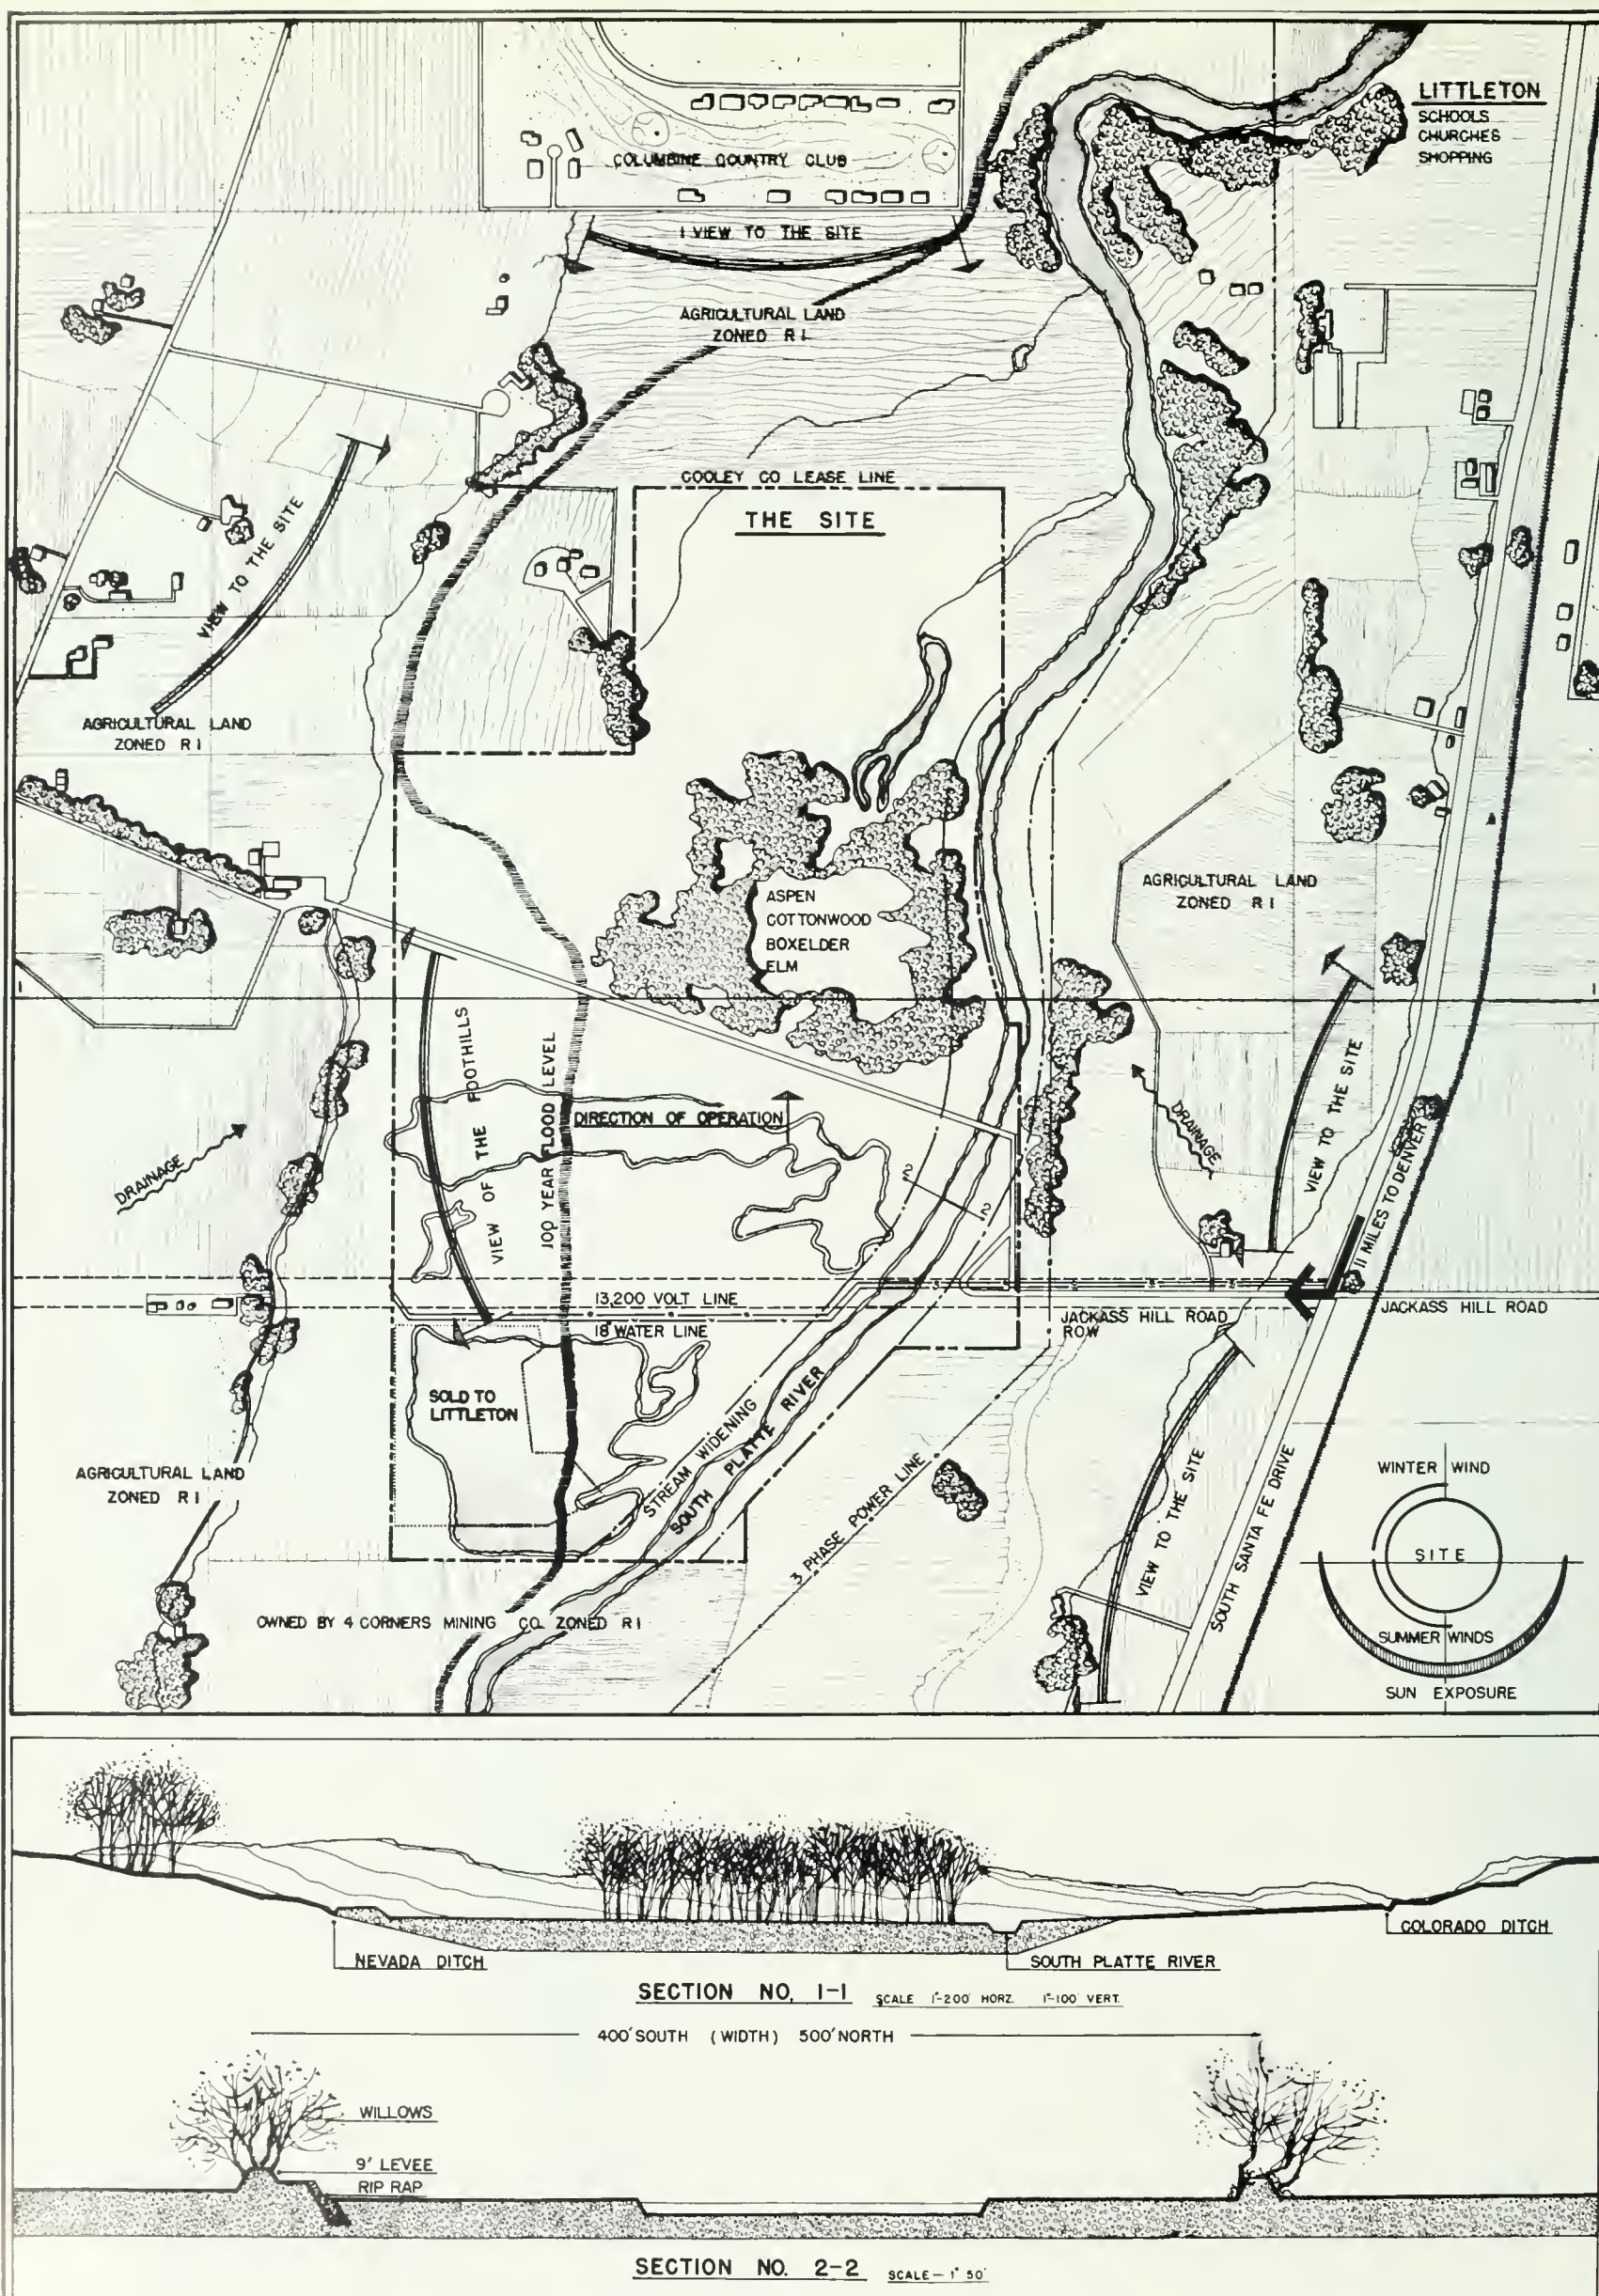 LITTLETON
SCHOOLS
CHURCHES
SHOPPING
COLUMBINE COUNTRY CLUB
VIEW TO THE SITE
AGRICULTURAL LAND
ZONED R I
COOLEY CO LEASE LINE
THE SITE
VIEW TO THE SITE
AGRICULTURAL LAND
ZONED R I
ASPEN
COTTONWOOD
BOXELDER
ELM
AGRICULTURAL LAND
ZONED R I
1
1
VIEW OF THE FOOTHILLS
100 YEAR FLOOD LEVEL
DIRECTION OF OPERATION
DRAINAGE
DRAINAGE
VIEW TO THE SITE
11 MILES TO DENVER
2
2
13,200 VOLT LINE
18" WATER LINE
JACKASS HILL ROAD
ROW
JACKASS HILL ROAD
SOLD TO
LITTLETON
STREAM WIDENING
SOUTH PLATTE RIVER
3 PHASE POWER LINE
VIEW TO THE SITE
SOUTH SANTA FE DRIVE
AGRICULTURAL LAND
ZONED R I
OWNED BY 4 CORNERS MINING CO. ZONED R I
WINTER WIND
SITE
SUMMER WINDS
SUN EXPOSURE
NEVADA DITCH
SOUTH PLATTE RIVER
COLORADO DITCH
SECTION NO. 1-1 SCALE 1"-200' HORZ. 1"-100' VERT.
400' SOUTH (WIDTH) 500' NORTH
WILLOWS
9' LEVEE
RIP RAP
SECTION NO. 2-2 SCALE - 1" 50'